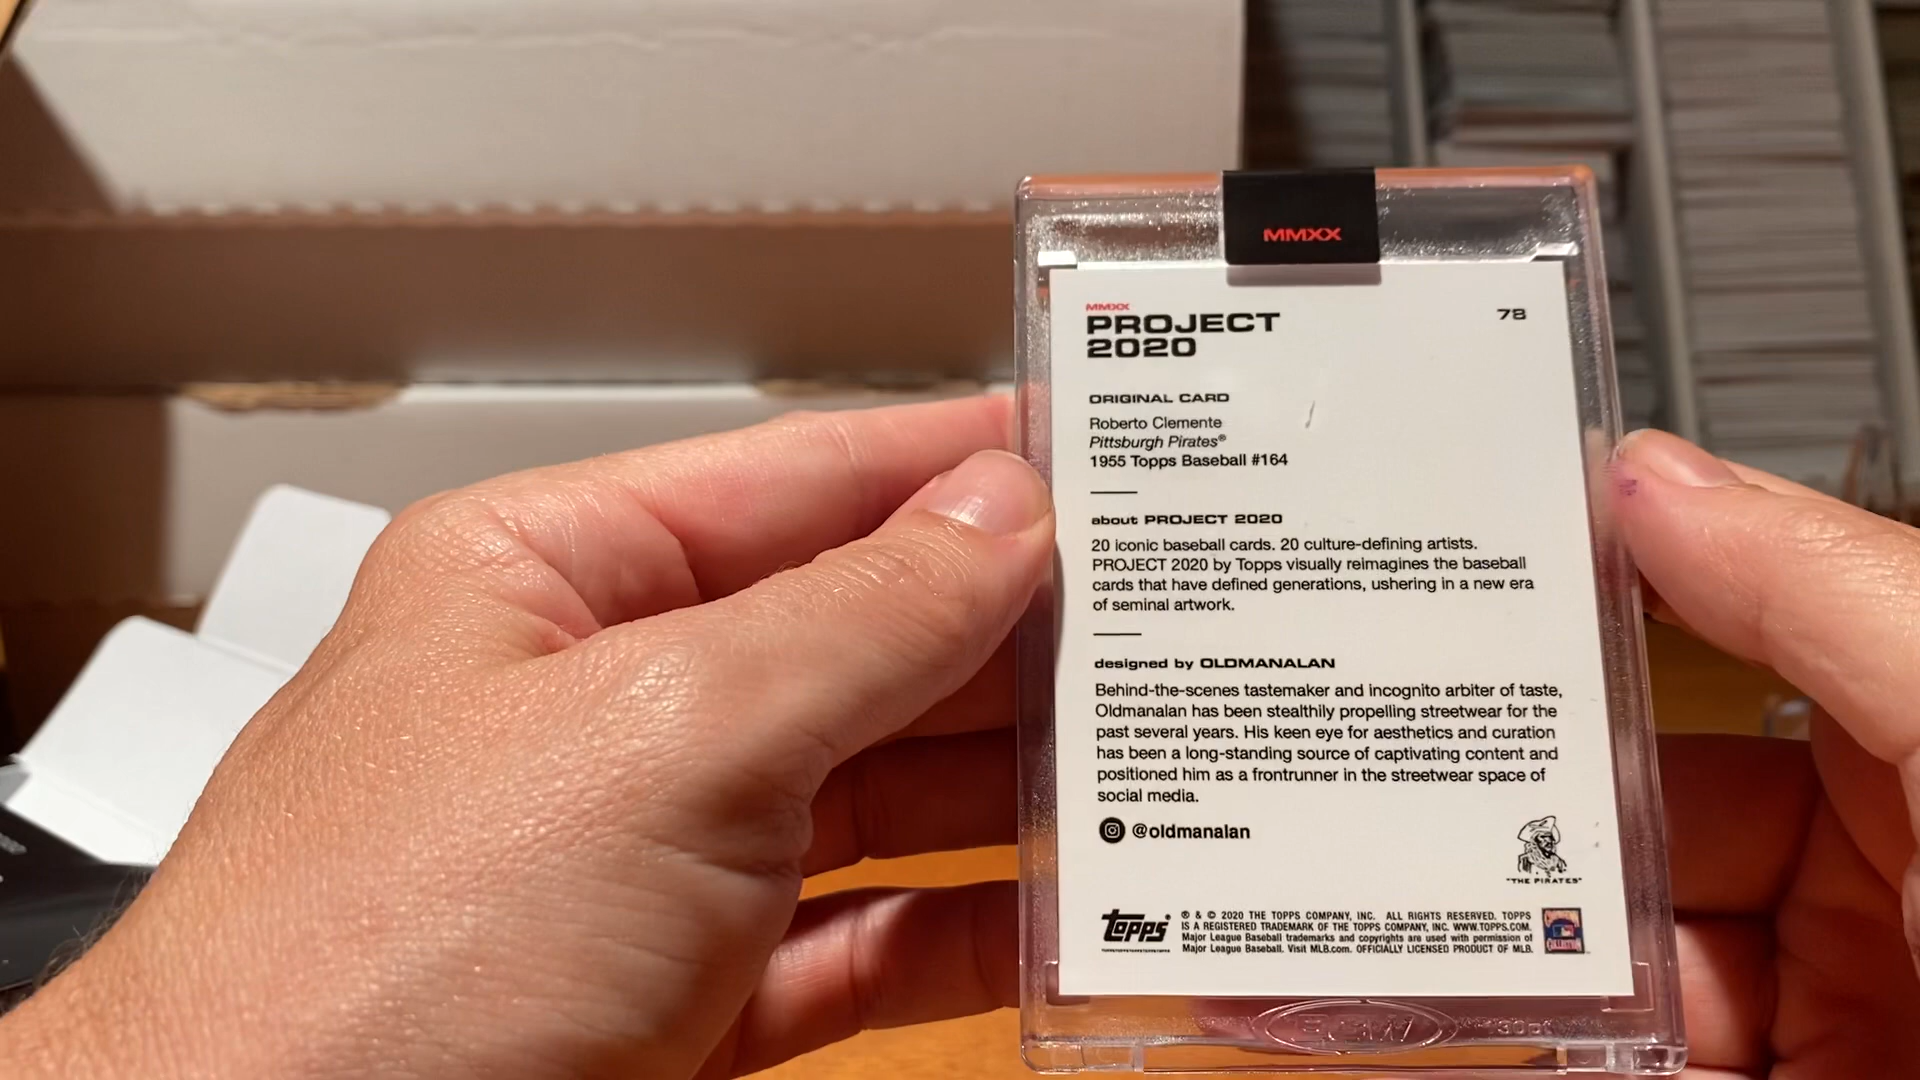 MMXX
MMXX
PROJECT
2020
78
ORIGINAL CARD
Roberto Clemente
Pittsburgh Pirates®
1955 Topps Baseball #164
about PROJECT 2020
20 iconic baseball cards. 20 culture-defining artists.
PROJECT 2020 by Topps visually reimagines the baseball
cards that have defined generations, ushering in a new era
of seminal artwork.
designed by OLDMANALAN
Behind-the-scenes tastemaker and incognito arbiter of taste,
Oldmanalan has been stealthily propelling streetwear for the
past several years. His keen eye for aesthetics and curation
has been a long-standing source of captivating content and
positioned him as a frontrunner in the streetwear space of
social media.
@oldmanalan
"THE PIRATES"
Topps
® & © 2020 THE TOPPS COMPANY, INC. ALL RIGHTS RESERVED. TOPPS
IS A REGISTERED TRADEMARK OF THE TOPPS COMPANY, INC. WWW.TOPPS.COM.
Major League Baseball trademarks and copyrights are used with permission of
Major League Baseball. Visit MLB.com. OFFICIALLY LICENSED PRODUCT OF MLB.